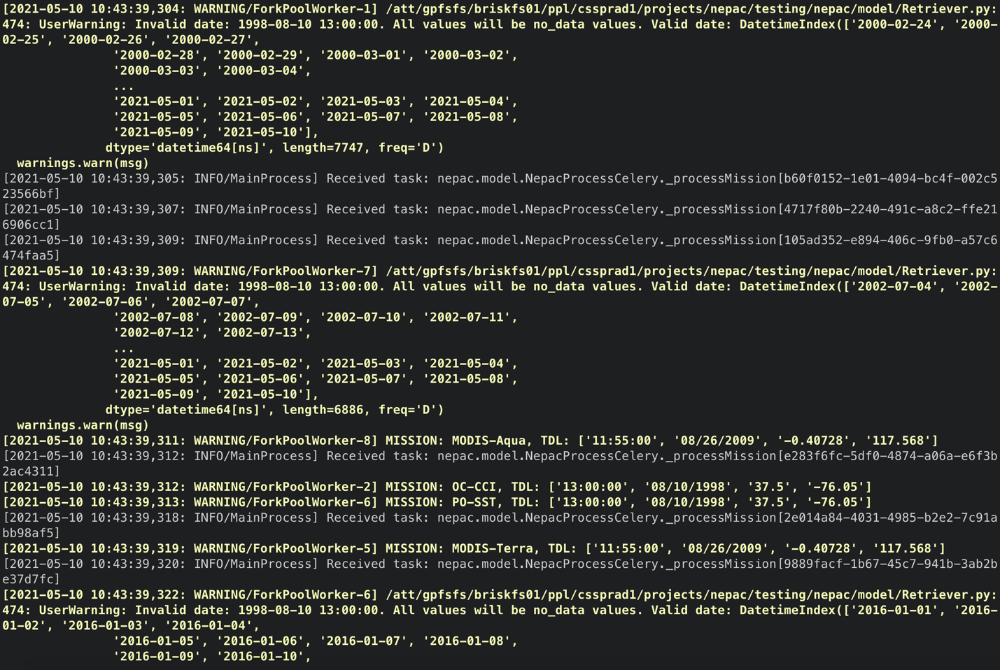 [2021-05-10 10:43:39,304: WARNING/ForkPoolWorker-1] /att/gpfsfs/briskfs01/ppl/cssprad1/projects/nepac/testing/nepac/model/Retriever.py:
474: UserWarning: Invalid date: 1998-08-10 13:00:00. All values will be no_data values. Valid date: DatetimeIndex(['2000-02-24', '2000-
02-25', '2000-02-26', '2000-02-27',
'2000-02-28', '2000-02-29', '2000-03-01', '2000-03-02',
'2000-03-03', '2000-03-04',
...
'2021-05-01', '2021-05-02', '2021-05-03', '2021-05-04',
'2021-05-05', '2021-05-06', '2021-05-07', '2021-05-08',
'2021-05-09', '2021-05-10'],
dtype='datetime64[ns]', length=7747, freq='D')
warnings.warn(msg)
[2021-05-10 10:43:39,305: INFO/MainProcess] Received task: nepac.model.NepacProcessCelery._processMission[b60f0152-1e01-4094-bc4f-002c5
23566bf]
[2021-05-10 10:43:39,307: INFO/MainProcess] Received task: nepac.model.NepacProcessCelery._processMission[4717f80b-2240-491c-a8c2-ffe21
6906cc1]
[2021-05-10 10:43:39,309: INFO/MainProcess] Received task: nepac.model.NepacProcessCelery._processMission[105ad352-e894-406c-9fb0-a57c6
474faa5]
[2021-05-10 10:43:39,309: WARNING/ForkPoolWorker-7] /att/gpfsfs/briskfs01/ppl/cssprad1/projects/nepac/testing/nepac/model/Retriever.py:
474: UserWarning: Invalid date: 1998-08-10 13:00:00. All values will be no_data values. Valid date: DatetimeIndex(['2002-07-04', '2002-
07-05', '2002-07-06', '2002-07-07',
'2002-07-08', '2002-07-09', '2002-07-10', '2002-07-11',
'2002-07-12', '2002-07-13',
...
'2021-05-01', '2021-05-02', '2021-05-03', '2021-05-04',
'2021-05-05', '2021-05-06', '2021-05-07', '2021-05-08',
'2021-05-09', '2021-05-10'],
dtype='datetime64[ns]', length=6886, freq='D')
warnings.warn(msg)
[2021-05-10 10:43:39,311: WARNING/ForkPoolWorker-8] MISSION: MODIS-Aqua, TDL: ['11:55:00', '08/26/2009', '-0.40728', '117.568']
[2021-05-10 10:43:39,312: INFO/MainProcess] Received task: nepac.model.NepacProcessCelery._processMission[e283f6fc-5df0-4874-a06a-e6f3b
2ac4311]
[2021-05-10 10:43:39,312: WARNING/ForkPoolWorker-2] MISSION: OC-CCI, TDL: ['13:00:00', '08/10/1998', '37.5', '-76.05']
[2021-05-10 10:43:39,313: WARNING/ForkPoolWorker-6] MISSION: PO-SST, TDL: ['13:00:00', '08/10/1998', '37.5', '-76.05']
[2021-05-10 10:43:39,318: INFO/MainProcess] Received task: nepac.model.NepacProcessCelery._processMission[2e014a84-4031-4985-b2e2-7c91a
bb98af5]
[2021-05-10 10:43:39,319: WARNING/ForkPoolWorker-5] MISSION: MODIS-Terra, TDL: ['11:55:00', '08/26/2009', '-0.40728', '117.568']
[2021-05-10 10:43:39,320: INFO/MainProcess] Received task: nepac.model.NepacProcessCelery._processMission[9889facf-1b67-45c7-941b-3ab2b
e37d7fc]
[2021-05-10 10:43:39,322: WARNING/ForkPoolWorker-6] /att/gpfsfs/briskfs01/ppl/cssprad1/projects/nepac/testing/nepac/model/Retriever.py:
474: UserWarning: Invalid date: 1998-08-10 13:00:00. All values will be no_data values. Valid date: DatetimeIndex(['2016-01-01', '2016-
01-02', '2016-01-03', '2016-01-04',
'2016-01-05', '2016-01-06', '2016-01-07', '2016-01-08',
'2016-01-09', '2016-01-10',